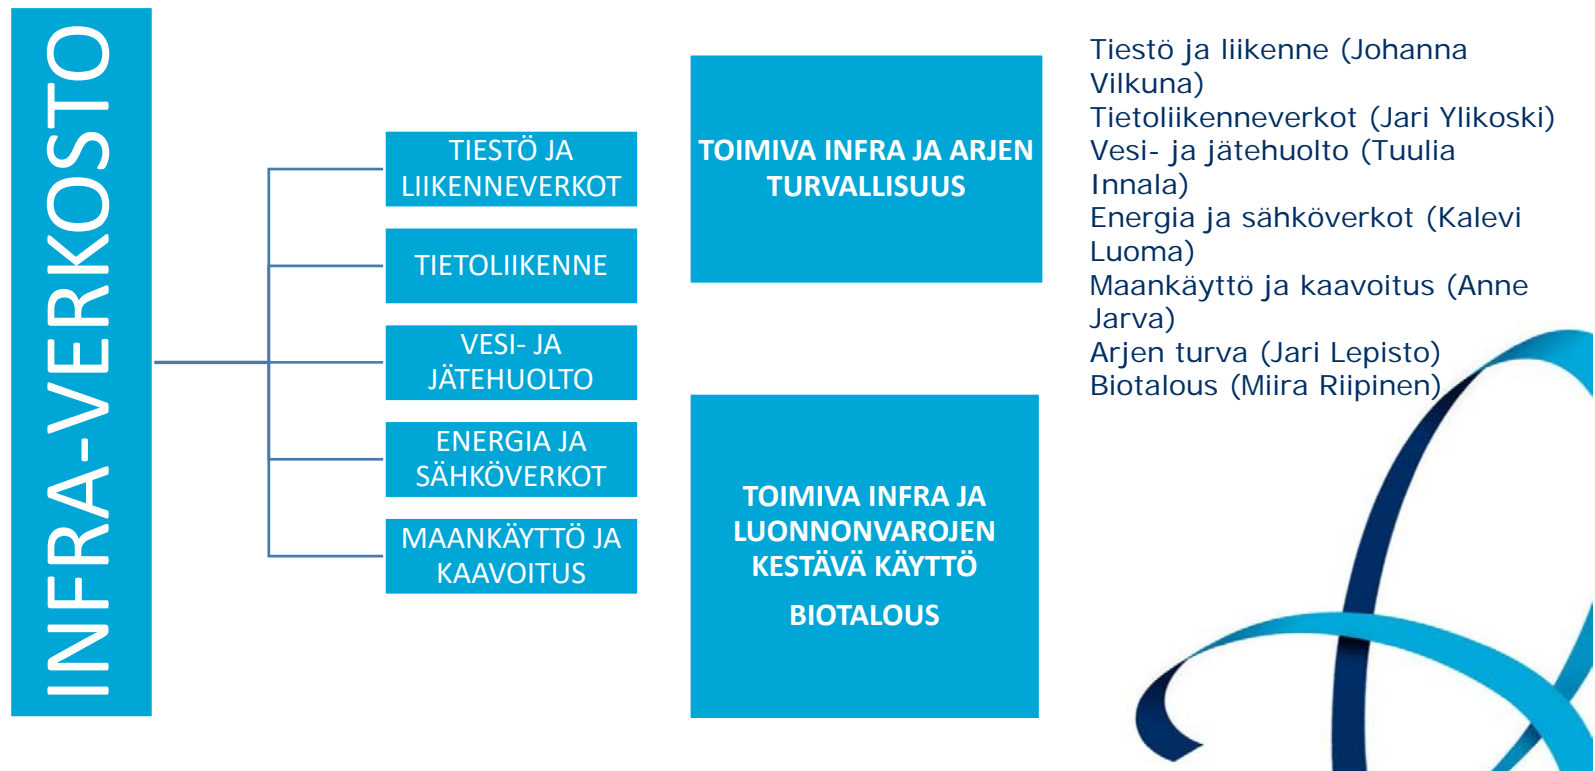 INFRA-VERKOSTO
TIESTÖ JA
LIIKENNEVERKOT
TIETOLIIKENNE
VESI- JA
JÄTEHUOLTO
ENERGIA JA
SÄHKÖVERKOT
MAANKÄYTTÖ JA
KAAVOITUS
TOIMIVA INFRA JA ARJEN
TURVALLISUUS
TOIMIVA INFRA JA
LUONNONVAROJEN
KESTÄVÄ KÄYTTÖ
BIOTALOUS
Tiestö ja liikenne (Johanna
Vilkuna)
Tietoliikenneverkot (Jari Ylikoski)
Vesi- ja jätehuolto (Tuulia
Innala)
Energia ja sähköverkot (Kalevi
Luoma)
Maankäyttö ja kaavoitus (Anne
Jarva)
Arjen turva (Jari Lepisto)
Biotalous (Miira Riipinen)